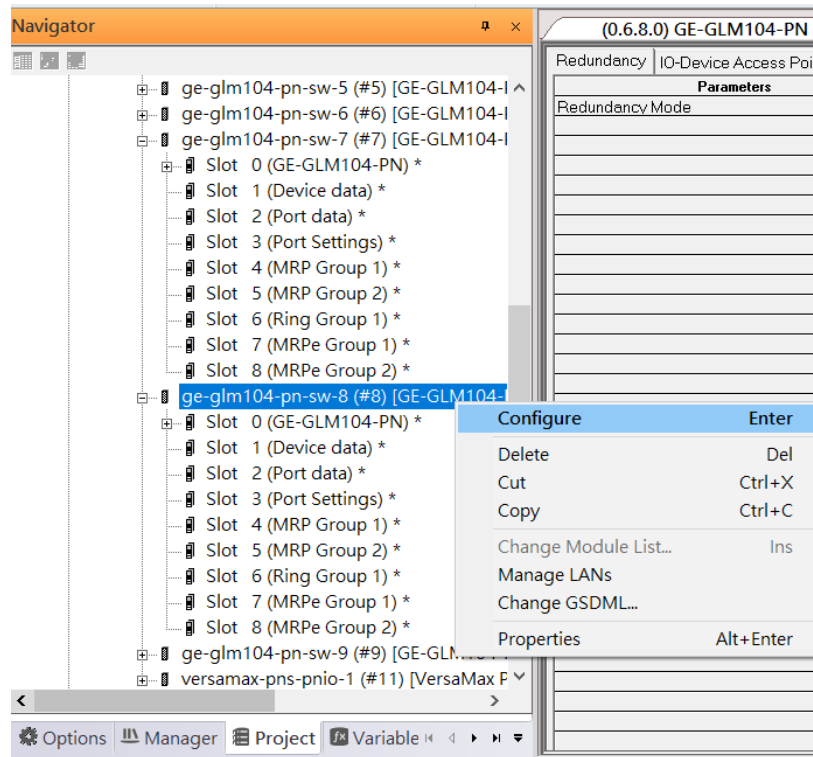 Navigator
(0.6.8.0) GE-GLM104-PN
Redundancy
IO-Device Access Poi
Parameters
Redundancy Mode
ge-glm104-pn-sw-5 (#5) [GE-GLM104-
ge-glm104-pn-sw-6 (#6) [GE-GLM104-
ge-glm104-pn-sw-7 (#7) [GE-GLM104-
Slot 0 (GE-GLM104-PN) *
Slot 1 (Device data) *
Slot 2 (Port data) *
Slot 3 (Port Settings) *
Slot 4 (MRP Group 1) *
Slot 5 (MRP Group 2) *
Slot 6 (Ring Group 1) *
Slot 7 (MRPe Group 1) *
Slot 8 (MRPe Group 2) *
ge-glm104-pn-sw-8 (#8) [GE-GLM104-
Slot 0 (GE-GLM104-PN) *
Slot 1 (Device data) *
Slot 2 (Port data) *
Slot 3 (Port Settings) *
Slot 4 (MRP Group 1) *
Slot 5 (MRP Group 2) *
Slot 6 (Ring Group 1) *
Slot 7 (MRPe Group 1) *
Slot 8 (MRPe Group 2) *
ge-glm104-pn-sw-9 (#9) [GE-GL
versamax-pns-pnio-1 (#11) [VersaMax P
Configure Enter
Delete Del
Cut Ctrl+X
Copy Ctrl+C
Change Module List... Ins
Manage LANs
Change GSDML...
Properties Alt+Enter
Options
Manager
Project
Variable